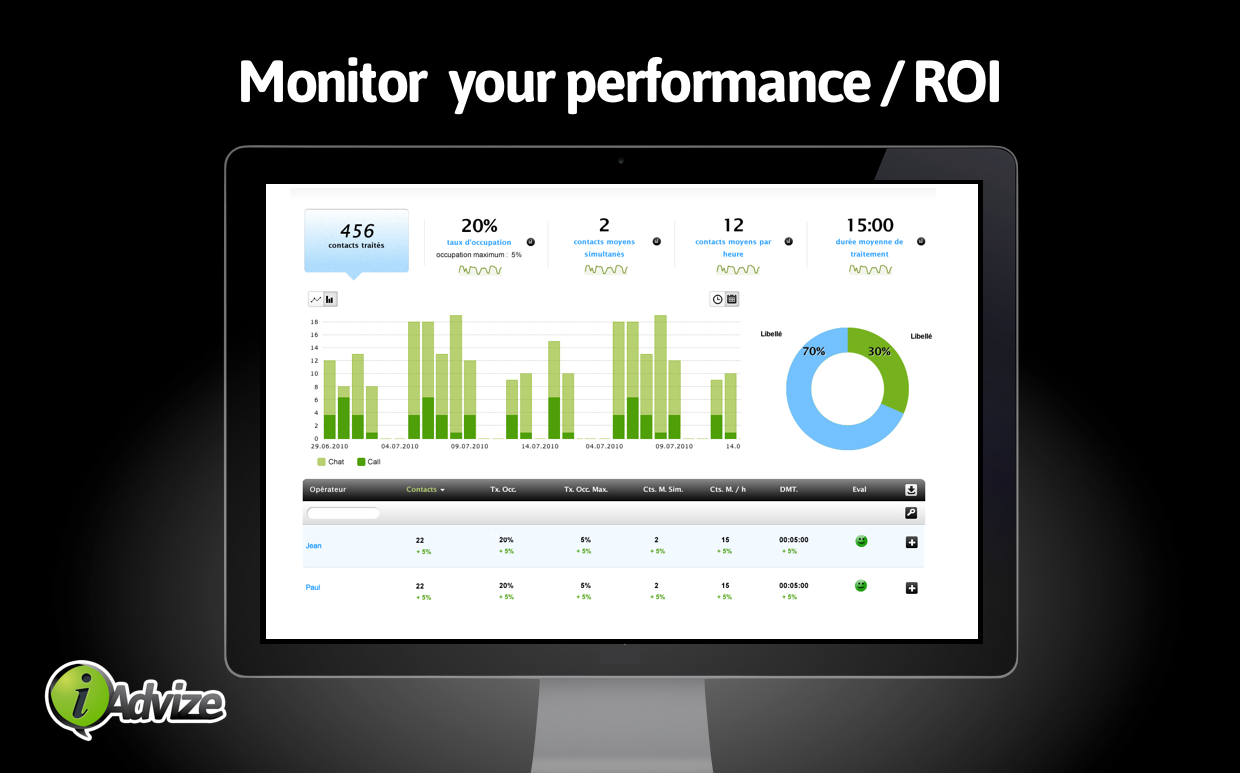 Monitor your performance / ROI
456
contacts traités
20%
taux d'occupation
occupation maximum : 5%
2
contacts moyens
simultanés
12
contacts moyens par
heure
15:00
durée moyenne de
traitement
18
16
14
12
10
8
6
4
2
0
29.06.2010 04.07.2010 09.07.2010 14.07.2010 04.07.2010 09.07.2010 14.0
Chat Call
Libellé
Libellé
70% 30%
Opérateur Contacts Tx. Occ. Tx. Occ. Max. Cts. M. Sim. Cts. M. / h DMT. Eval
Jean 22 20% 5% 2 15 00:05:00
+ 5% + 5% + 5% + 5% + 5% + 5%
Paul 22 20% 5% 2 15 00:05:00
+ 5% + 5% + 5% + 5% + 5% + 5%
iAdvize